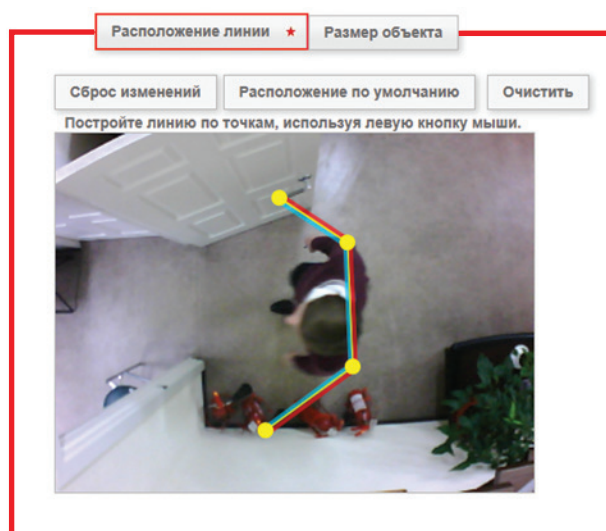 Расположение линии ★ Размер объекта
Сброс изменений Расположение по умолчанию Очистить
Постройте линию по точкам, используя левую кнопку мыши.